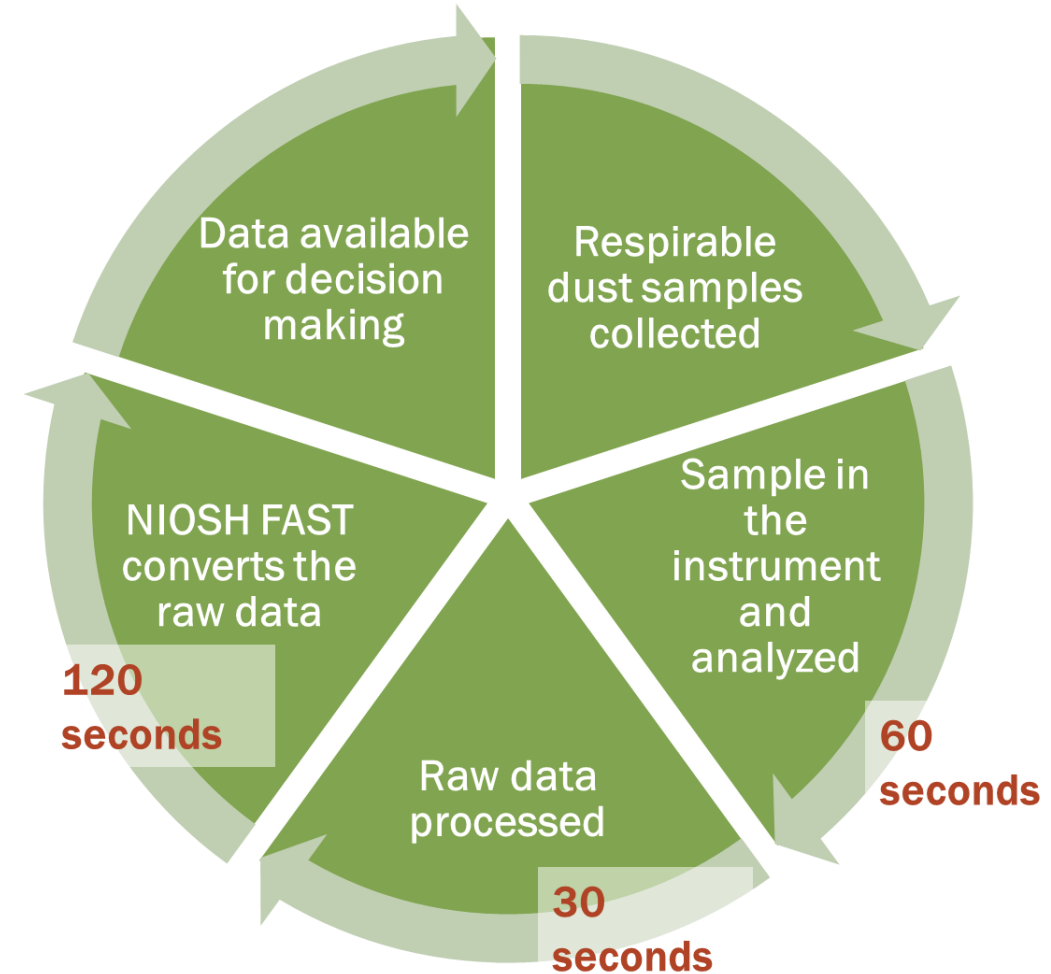 Data available
for decision
making
Respirable
dust samples
collected
Sample in
the
instrument
and
analyzed
60
seconds
Raw data
processed
30
seconds
NIOSH FAST
converts the
raw data
120
seconds